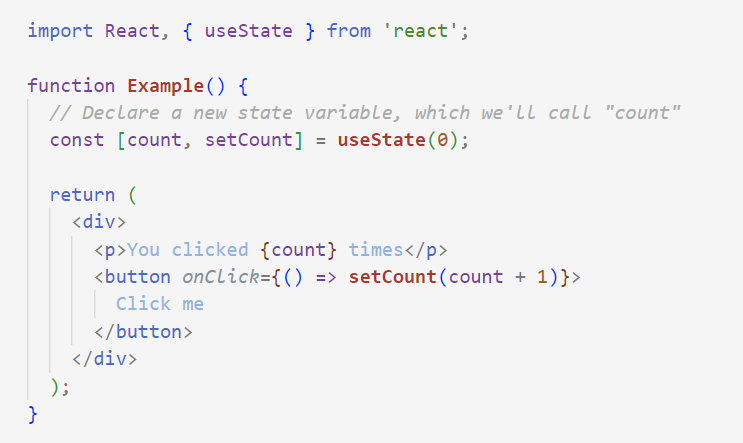 import React, { useState } from 'react';
function Example() {
// Declare a new state variable, which we'll call "count"
const [count, setCount] = useState(0);
return (
<div>
<p>You clicked {count} times</p>
<button onClick={() => setCount(count + 1)}>
Click me
</button>
</div>
);
}